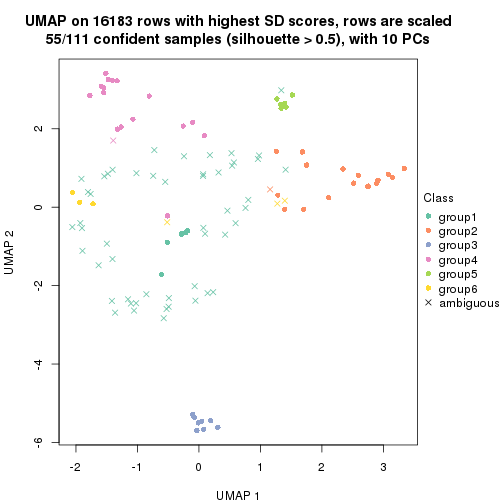 UMAP on 16183 rows with highest SD scores, rows are scaled
55/111 confident samples (silhouette > 0.5), with 10 PCs
2
0
-2
-4
-6
UMAP 2
-2 -1 0 1 2 3
UMAP 1
Class
group1
group2
group3
group4
group5
group6
ambiguous